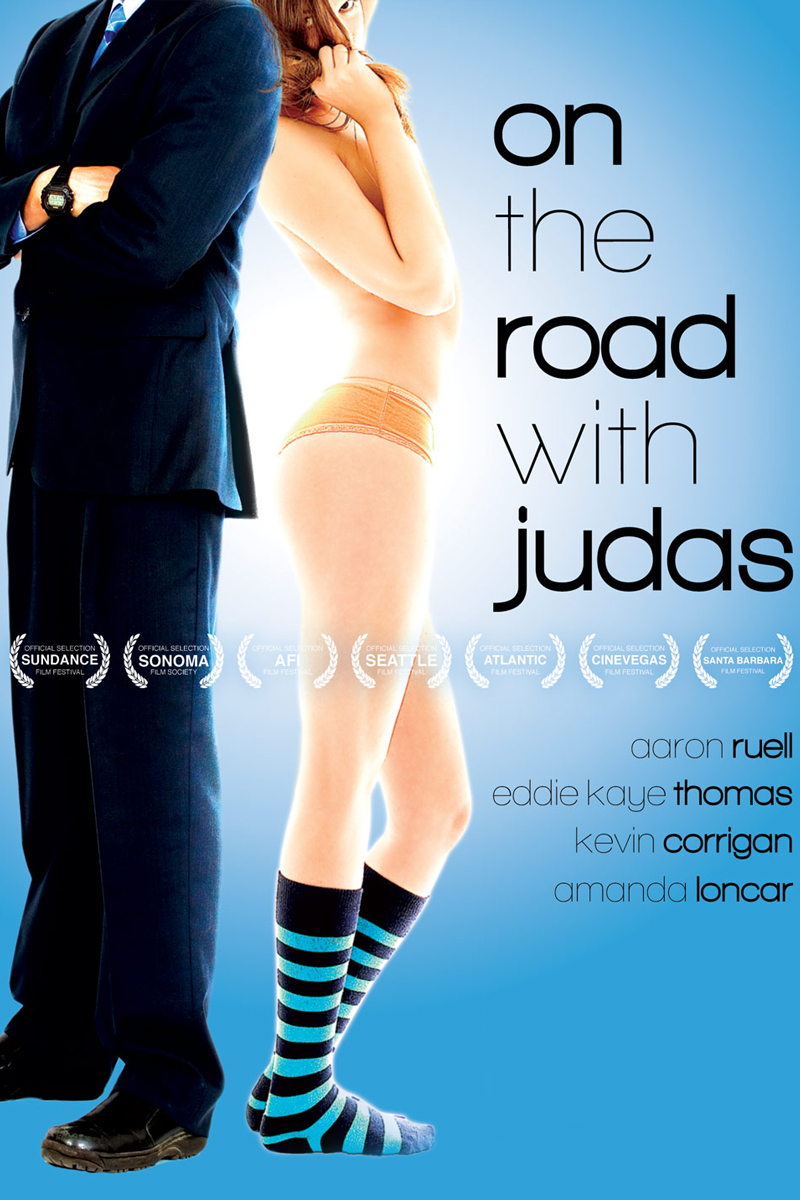 on
the
road
with
judas
OFFICIAL SELECTION
SUNDANCE
FILM FESTIVAL
OFFICIAL SELECTION
SONOMA
FILM SOCIETY
OFFICIAL SELECTION
AFI
FILM FESTIVAL
OFFICIAL SELECTION
SEATTLE
FILM FESTIVAL
OFFICIAL SELECTION
ATLANTIC
FILM FESTIVAL
OFFICIAL SELECTION
CINEVEGAS
FILM FESTIVAL
OFFICIAL SELECTION
SANTA BARBARA
FILM FESTIVAL
aaron ruell
eddie kaye thomas
kevin corrigan
amanda loncar